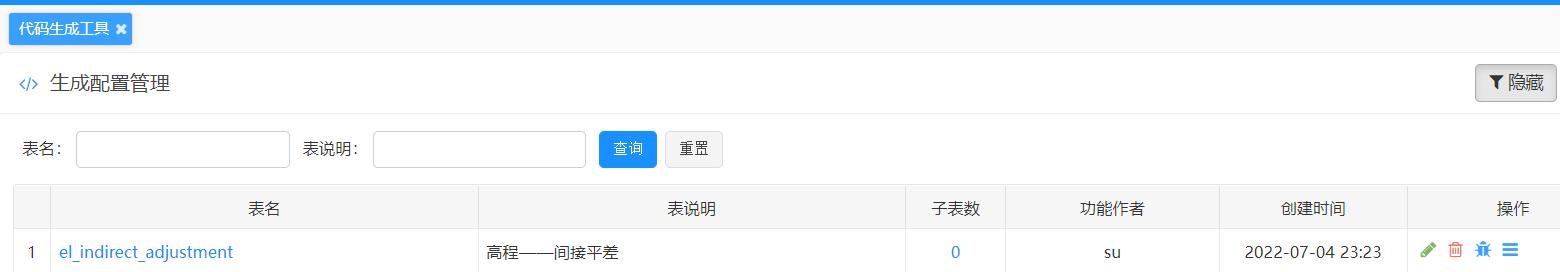 代码生成工具
生成配置管理 隐藏
表名： 表说明： 查询 重置
表名 表说明 子表数 功能作者 创建时间 操作
1 el_indirect_adjustment 高程——间接平差 0 su 2022-07-04 23:23